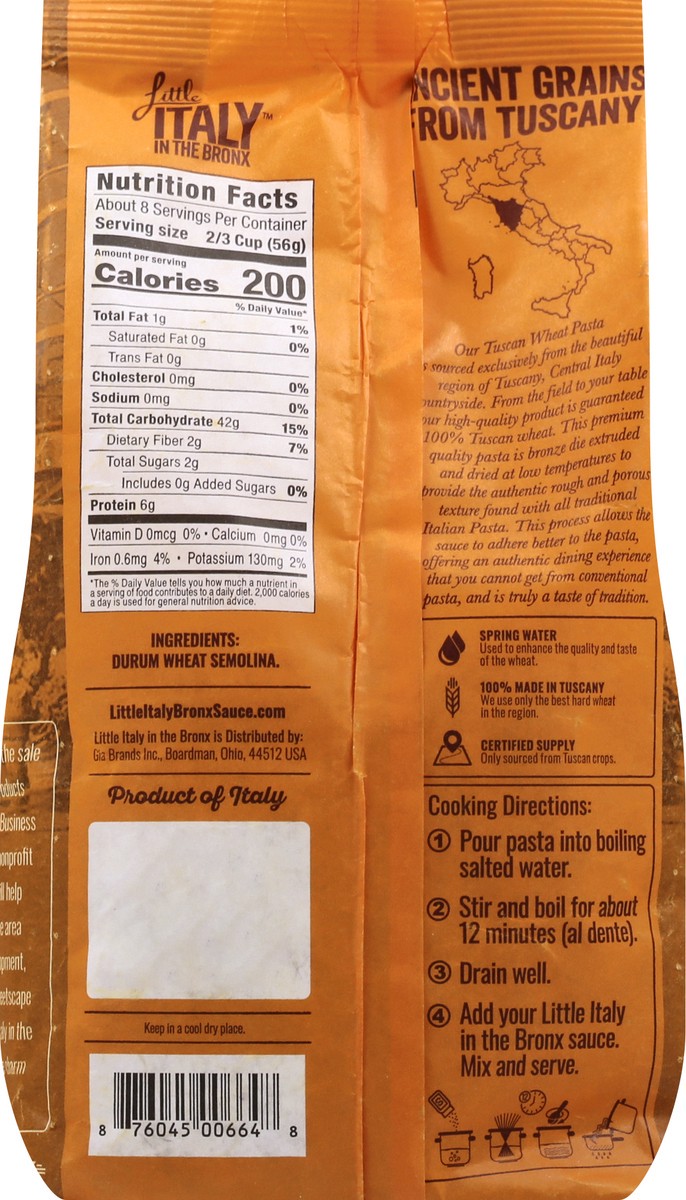 Little
ITALY™
IN THE BRONX
Nutrition Facts
About 8 Servings Per Container
Serving size 2/3 Cup (56g)
Amount per serving
Calories 200
% Daily Value*
Total Fat 1g 1%
Saturated Fat 0g 0%
Trans Fat 0g
Cholesterol 0mg 0%
Sodium 0mg 0%
Total Carbohydrate 42g 15%
Dietary Fiber 2g 7%
Total Sugars 2g
Includes 0g Added Sugars 0%
Protein 6g
Vitamin D 0mcg 0% • Calcium 0mg 0%
Iron 0.6mg 4% • Potassium 130mg 2%
*The % Daily Value tells you how much a nutrient in
a serving of food contributes to a daily diet. 2,000 calories
a day is used for general nutrition advice.
INGREDIENTS:
DURUM WHEAT SEMOLINA.
LittleItalyBronxSauce.com
Little Italy in the Bronx is Distributed by:
Gia Brands Inc., Boardman, Ohio, 44512 USA
Product of Italy
Keep in a cool dry place.
8 76045 00664 8
NCIENT GRAINS
FROM TUSCANY
Our Tuscan Wheat Pasta
s sourced exclusively from the beautiful
region of Tuscany, Central Italy
ountryside. From the field to your table
our high-quality product is guaranteed
100% Tuscan wheat. This premium
quality pasta is bronze die extruded
and dried at low temperatures to
provide the authentic rough and porous
texture found with all traditional
Italian Pasta. This process allows the
sauce to adhere better to the pasta,
offering an authentic dining experience
that you cannot get from conventional
pasta, and is truly a taste of tradition.
SPRING WATER
Used to enhance the quality and taste
of the wheat.
100% MADE IN TUSCANY
We use only the best hard wheat
in the region.
CERTIFIED SUPPLY
Only sourced from Tuscan crops.
Cooking Directions:
1 Pour pasta into boiling
salted water.
2 Stir and boil for about
12 minutes (al dente).
3 Drain well.
4 Add your Little Italy
in the Bronx sauce.
Mix and serve.
the sale
oducts
Business
onprofit
ll help
e area
pment,
eetscape
aly in the